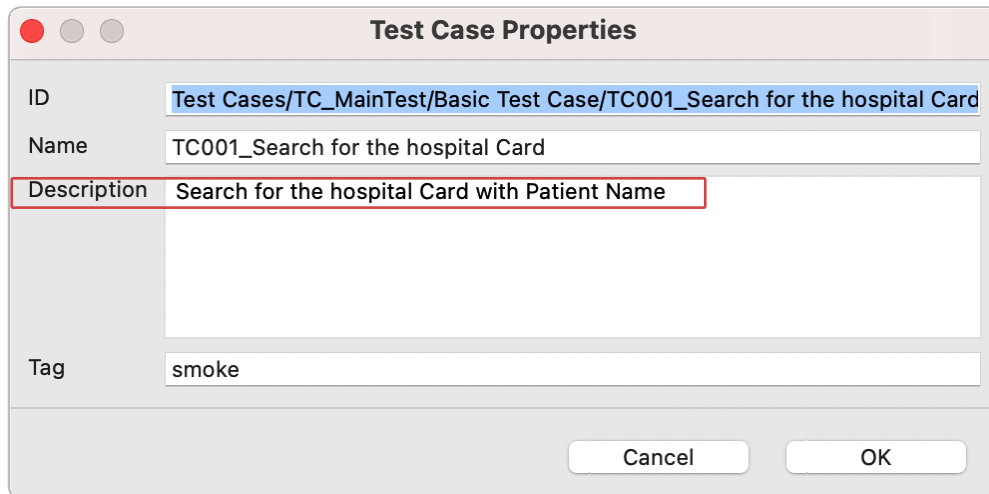 Test Case Properties
ID
Test Cases/TC_MainTest/Basic Test Case/TC001_Search for the hospital Card
Name
TC001_Search for the hospital Card
Description
Search for the hospital Card with Patient Name
Tag
smoke
Cancel
OK